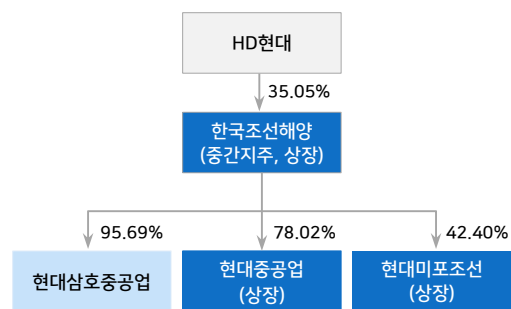 HD현대
35.05%
한국조선해양
(중간지주, 상장)
95.69%
78.02%
42.40%
현대삼호중공업
현대중공업
(상장)
현대미포조선
(상장)